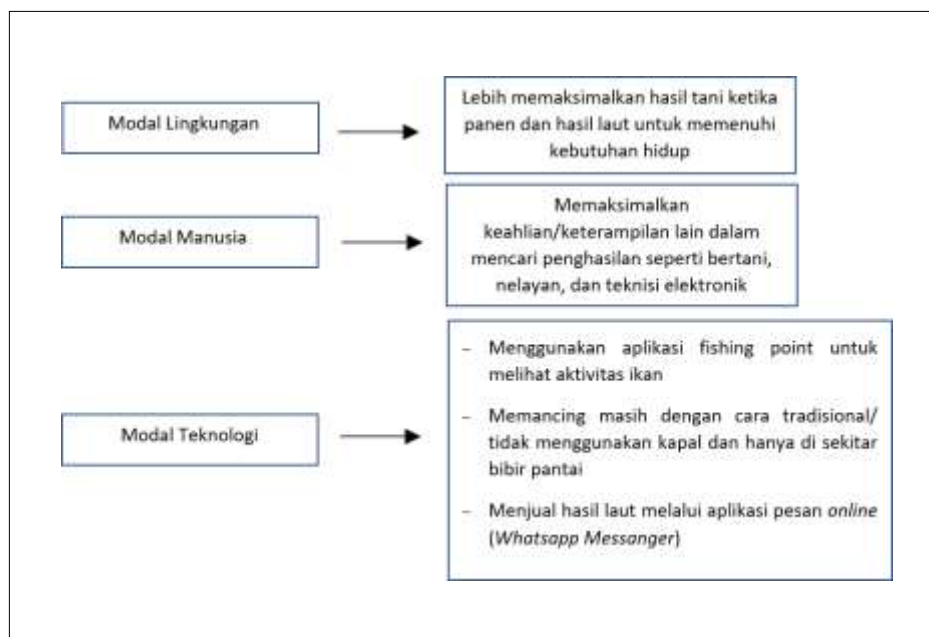 Modal Lingkungan
Lebih memaksimalkan hasil tani ketika
panen dan hasil laut untuk memenuhi
kebutuhan hidup
Modal Manusia
Memaksimalkan
keahlian/keterampilan lain dalam
mencari penghasilan seperti bertani,
nelayan, dan teknisi elektronik
Modal Teknologi
- Menggunakan aplikasi fishing point untuk
melihat aktivitas ikan
- Memancing masih dengan cara tradisional/
tidak menggunakan kapal dan hanya di sekitar
bibir pantai
- Menjual hasil laut melalui aplikasi pesan online
(Whatsapp Messanger)